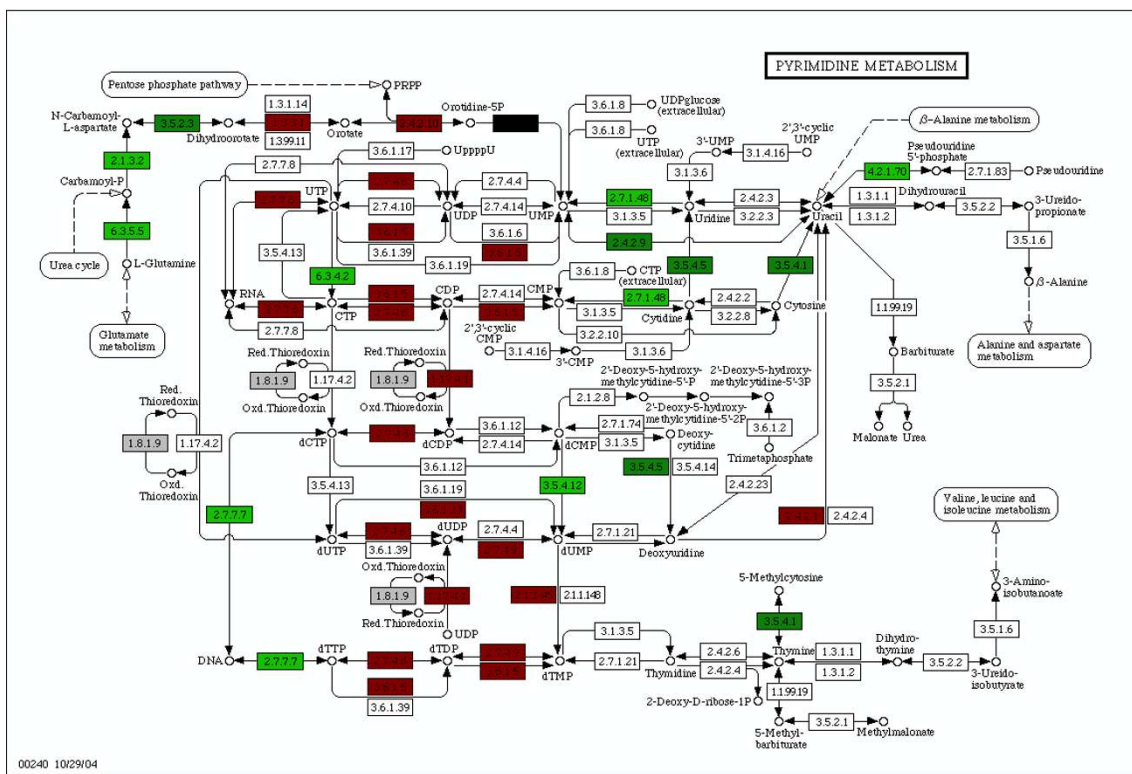 PYRIMIDINE METABOLISM
Pentose phosphate pathway
PRPP
1.3.1.14
N-Carbamoyl-
L-aspartate
3.5.2.3
Dihydroorotate
1.3.99.11
Orotate
2.4.2.10
Orotidine-5P
3.6.1.8
UDPglucose
(extracellular)
3.6.1.8
UTP
(extracellular)
3'-UMP
3.1.4.16
2',3'-cyclic
UMP
β-Alanine metabolism
Pseudouridine
5'-phosphate
2.1.3.2
2.7.7.8
3.6.1.17
UppppU
3.1.3.6
4.2.1.70
2.7.1.83
Pseudouridine
Carbamoyl-P
UTP
2.7.4.4
2.7.1.48
2.4.2.3
Dihydrouracil
1.3.1.1
2.7.4.10
UDP
2.7.4.14
UMP
3.1.3.5
Uridine
3.2.2.3
Uracil
1.3.1.2
5.2.2
3-Ureido-
propionate
6.3.5.5
3.5.4.13
3.6.1.39
3.6.1.6
2.4.2.9
3.5.1.6
Urea cycle
L-Glutamine
3.6.1.19
6.3.4.2
3.6.1.8
CTP
(extracellular)
3.5.4.5
3.5.4.1
β-Alanine
RNA
CTP
CDP
2.7.4.14
CMP
2.7.1.48
2.4.2.2
Cytosine
1.1.99.19
3.1.3.5
Cytidine
3.2.2.8
2.7.7.8
3.2.2.10
Glutamate
metabolism
2',3'-cyclic
CMP
3.1.4.16
3'-CMP
3.1.3.6
Barbiturate
Alanine and aspartate
metabolism
Red.Thioredoxin
1.8.1.9
1.17.4.2
Oxd.Thioredoxin
Red.Thioredoxin
1.8.1.9
Oxd.Thioredoxin
2'-Deoxy-5-hydroxy-
methylcytidine-5'-P
2'-Deoxy-5-hydroxy-
methylcytidine-5'-3P
2.1.2.8
2'-Deoxy-5-hydroxy-
methylcytidine-5'-2P
3.5.2.1
Red.
Thioredoxin
1.8.1.9
1.17.4.2
Oxd.
Thioredoxin
dCTP
dCDP
3.6.1.12
2.7.4.14
dCMP
2.7.1.74
3.1.3.5
Deoxy-
cytidine
3.6.1.2
Trimetaphosphate
Malonate
Urea
3.6.1.12
3.5.4.5
3.5.4.14
2.4.2.23
2.7.7.7
3.5.4.13
3.6.1.19
3.5.4.12
Valine, leucine and
isoleucine metabolism
dUTP
3.6.1.39
dUDP
2.7.4.4
dUMP
2.7.1.21
Deoxyuridine
2.4.2.4
Oxd.Thioredoxin
1.8.1.9
Red.Thioredoxin
UDP
2.1.1.148
5-Methylcytosine
3.5.4.1
3-Amino-
isobutanoate
DNA
2.7.7.7
dTTP
dTDP
dTMP
3.1.3.5
2.7.1.21
Thymidine
2.4.2.6
2.4.2.4
Thymine
1.3.1.1
1.3.1.2
Dihydro-
thymine
3.5.2.2
3.5.1.6
3-Ureido-
isobutyrate
3.6.1.39
2-Deoxy-D-ribose-1P
1.1.99.19
5-Methyl-
barbiturate
3.5.2.1
Methylmalonate
00240 10/29/04